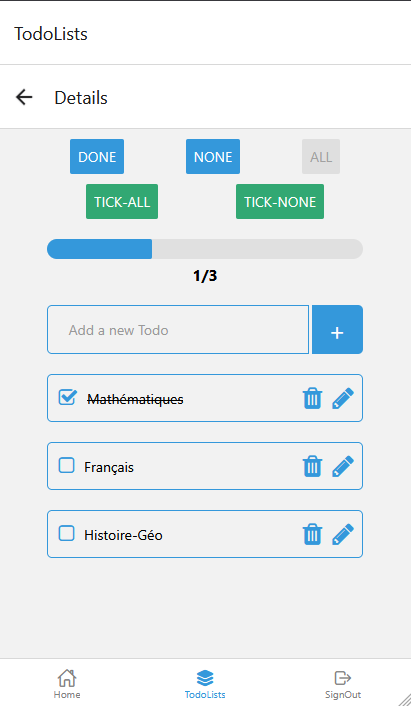 TodoLists
Details
DONE NONE ALL
TICK-ALL TICK-NONE
1/3
Add a new Todo +
Mathématiques
Français
Histoire-Géo
Home TodoLists SignOut